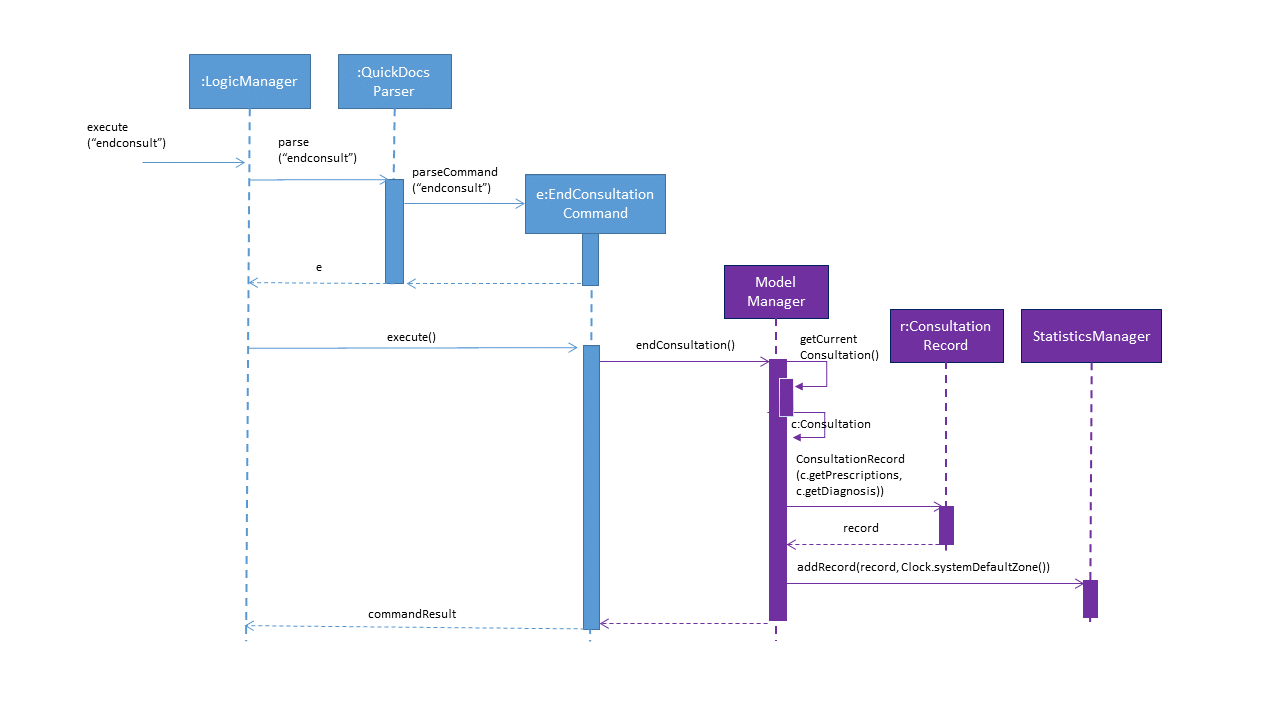 :LogicManager
:QuickDocs
Parser
execute
(“endconsult”)
parse
(“endconsult”)
parseCommand
(“endconsult”)
e:EndConsultation
Command
e
Model
Manager
r:Consultation
Record
StatisticsManager
execute()
endConsultation()
getCurrent
Consultation()
c:Consultation
ConsultationRecord
(c.getPrescriptions,
c.getDiagnosis))
record
addRecord(record, Clock.systemDefaultZone())
commandResult